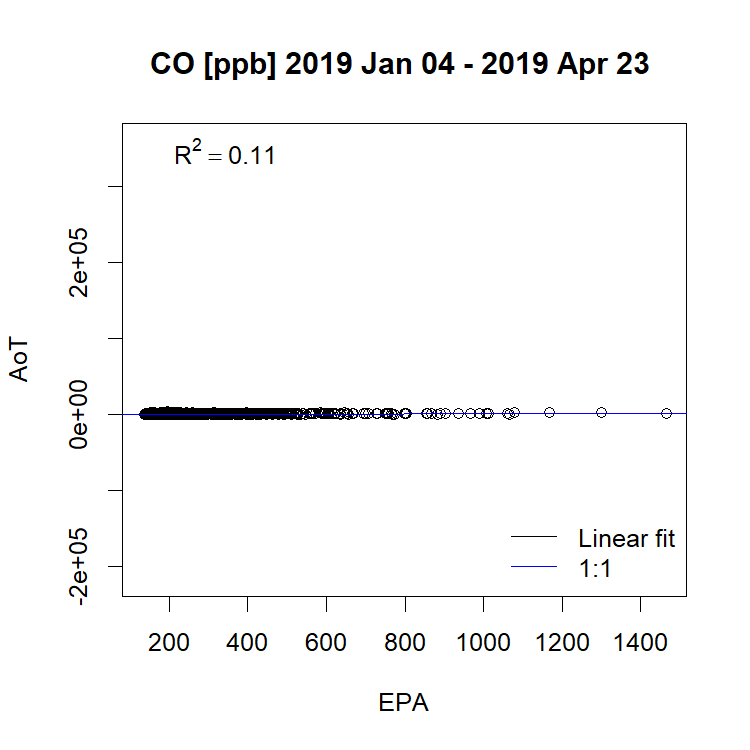 CO [ppb] 2019 Jan 04 - 2019 Apr 23
R² = 0.11
2e+05
0e+00
-2e+05
AoT
Linear fit
1:1
200 400 600 800 1000 1200 1400
EPA